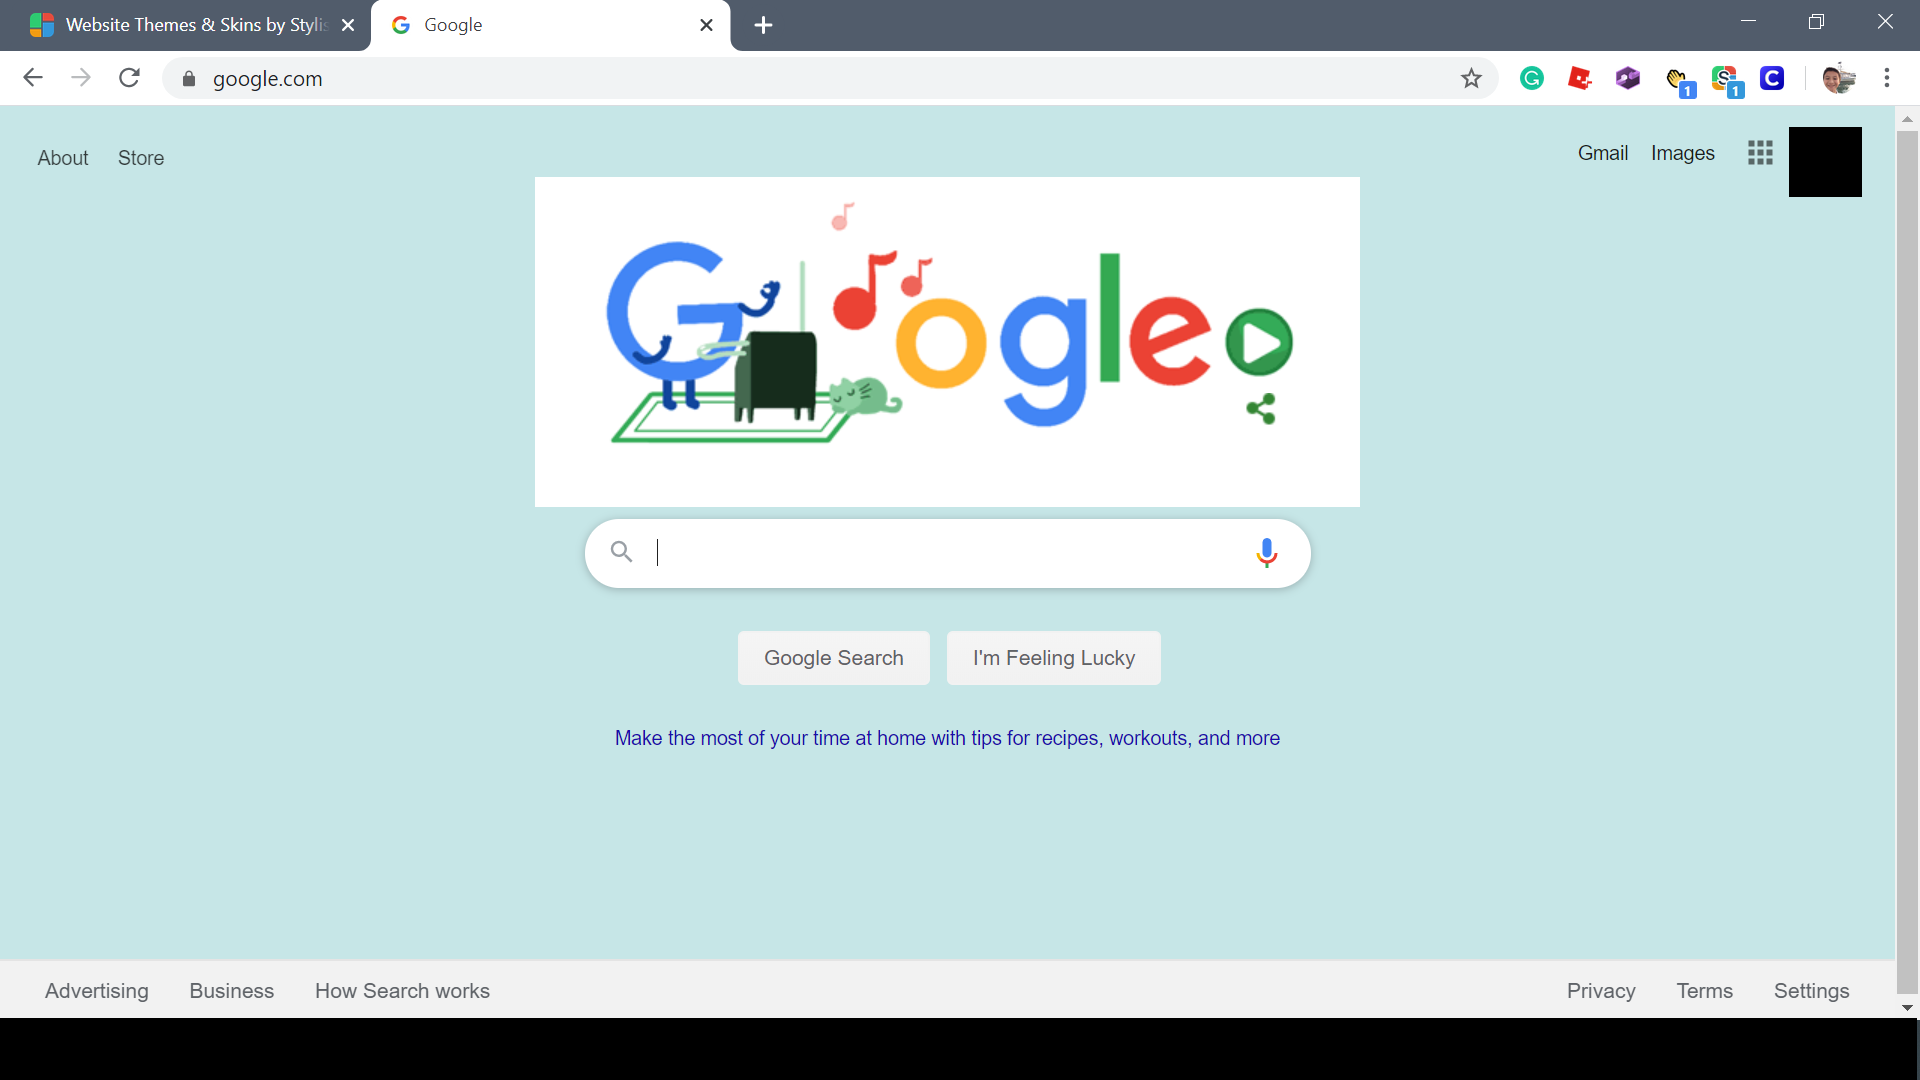 Website Themes & Skins by Stylis
Google
google.com
1
1
About
Store
Gmail
Images
Google
Google Search
I'm Feeling Lucky
Make the most of your time at home with tips for recipes, workouts, and more
Advertising
Business
How Search works
Privacy
Terms
Settings